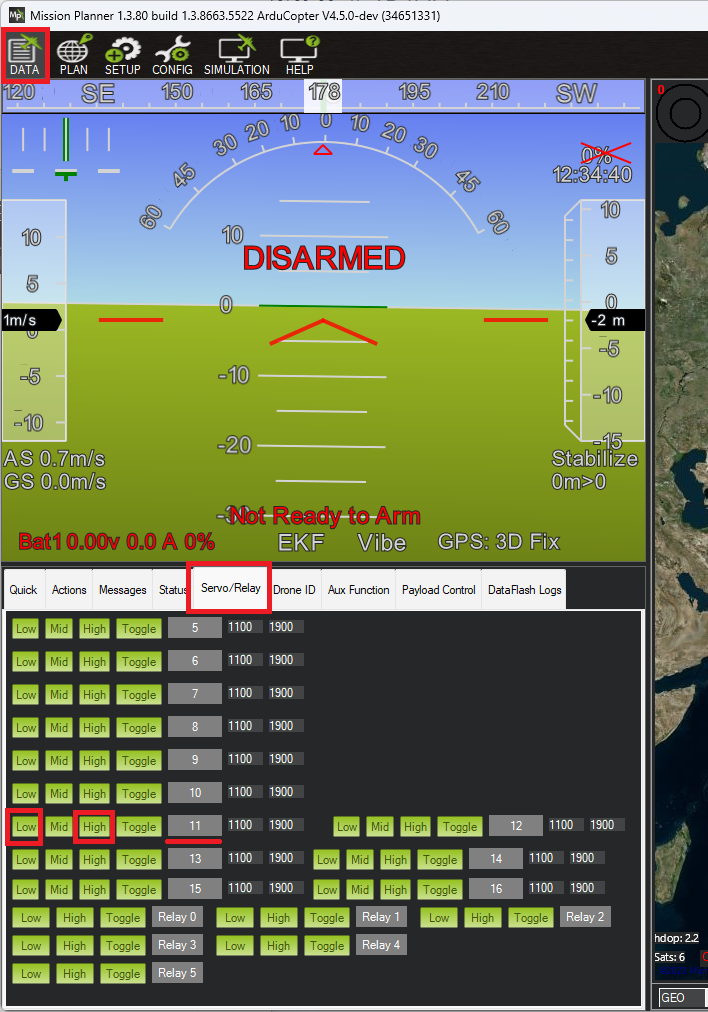 Mission Planner 1.3.80 build 1.3.8663.5522 ArduCopter V4.5.0-dev (34651331)
DATA PLAN SETUP CONFIG SIMULATION HELP
120 SE 150 165 178 195 210 SW
0
60 45 30 20 10 0 10 20 30 45 60
0%
12:34:40
10 10 10
DISARMED
5 5
0 0
1m/s -2 m
0
-5 -10 -5
-10 -10
-20 -15
AS 0.7m/s Stabilize
GS 0.0m/s 0m>0
-30 Not Ready to Arm
Bat1 0.00v 0.0 A 0% EKF Vibe GPS: 3D Fix
Quick Actions Messages Status Servo/Relay Drone ID Aux Function Payload Control DataFlash Logs
Low Mid High Toggle 5 1100 1900
Low Mid High Toggle 6 1100 1900
Low Mid High Toggle 7 1100 1900
Low Mid High Toggle 8 1100 1900
Low Mid High Toggle 9 1100 1900
Low Mid High Toggle 10 1100 1900
Low Mid High Toggle 11 1100 1900 Low Mid High Toggle 12 1100 1900
Low Mid High Toggle 13 1100 1900 Low Mid High Toggle 14 1100 1900
Low Mid High Toggle 15 1100 1900 Low Mid High Toggle 16 1100 1900
Low High Toggle Relay 0 Low High Toggle Relay 1 Low High Toggle Relay 2
Low High Toggle Relay 3 Low High Toggle Relay 4
Low High Toggle Relay 5
hdop: 2.2
Sats: 6
GEO